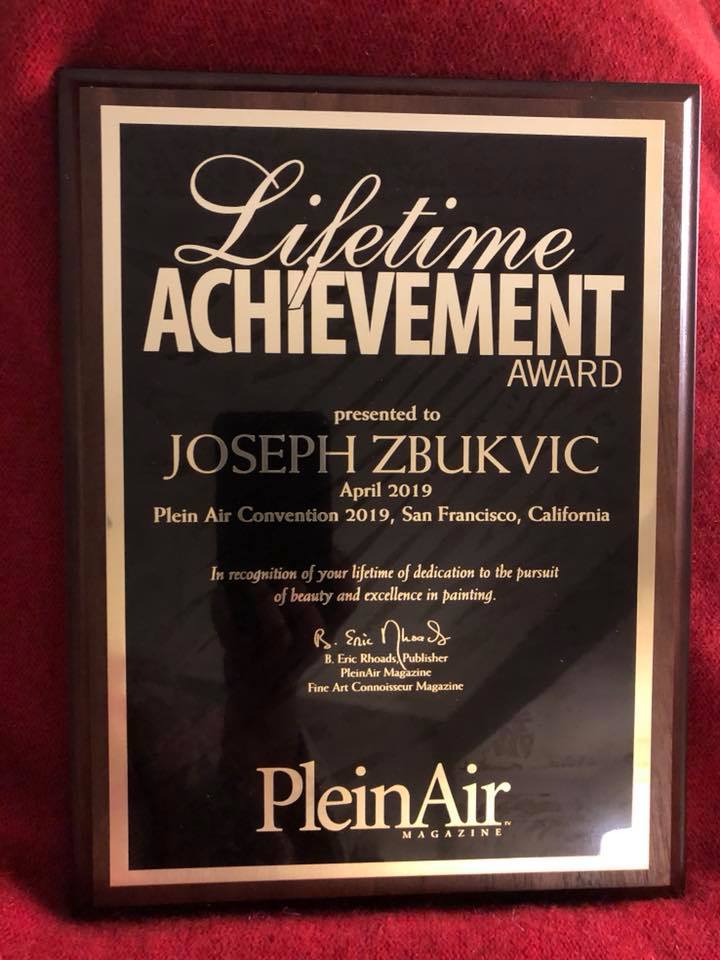 Lifetime
ACHIEVEMENT
AWARD
presented to
JOSEPH ZBUKVIC
April 2019
Plein Air Convention 2019, San Francisco, California
In recognition of your lifetime of dedication to the pursuit
of beauty and excellence in painting.
B. Eric Rhoads
B. Eric Rhoads, Publisher
PleinAir Magazine
Fine Art Connoisseur Magazine
PleinAir TM
MAGAZINE